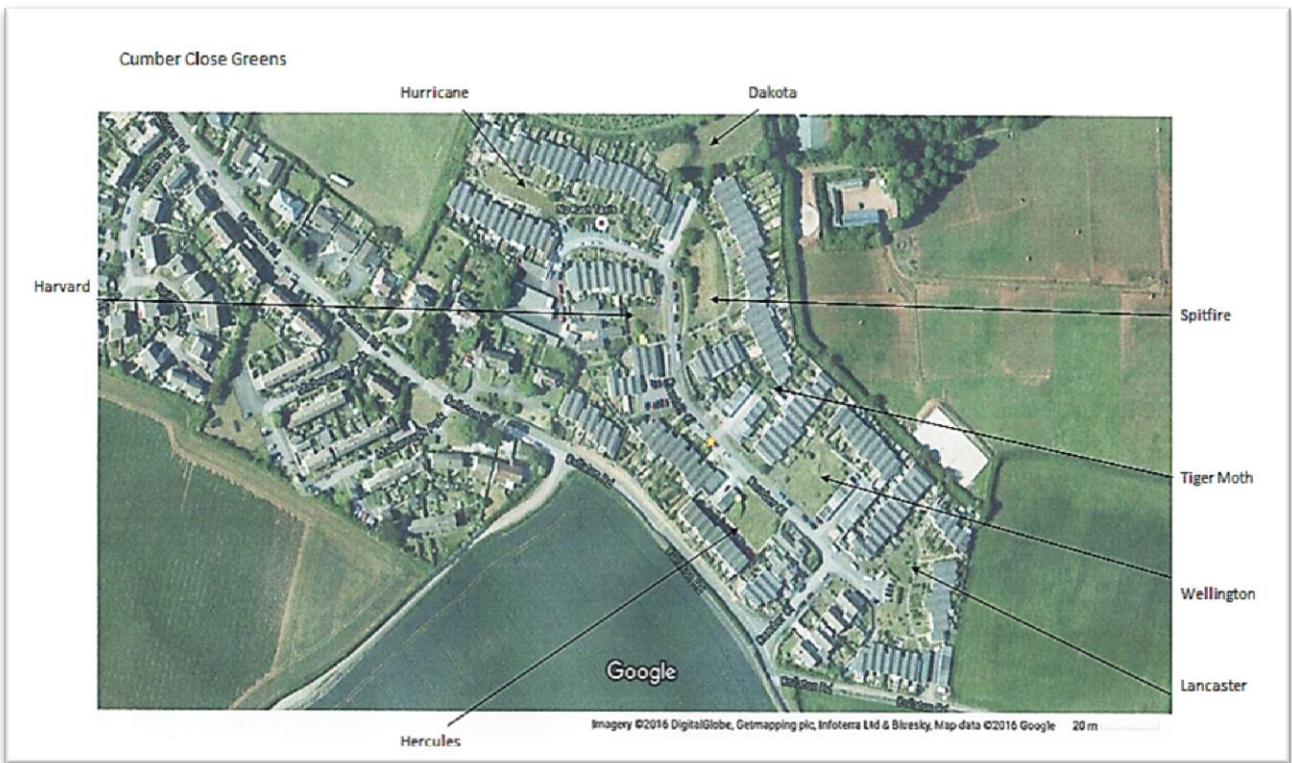 Cumber Close Greens
Hurricane
Dakota
Harvard
Spitfire
Tiger Moth
Wellington
Lancaster
Hercules
Google
Imagery ©2016 DigitalGlobe, Getmapping plc, Infoterra Ltd & Bluesky, Map data ©2016 Google 20 m